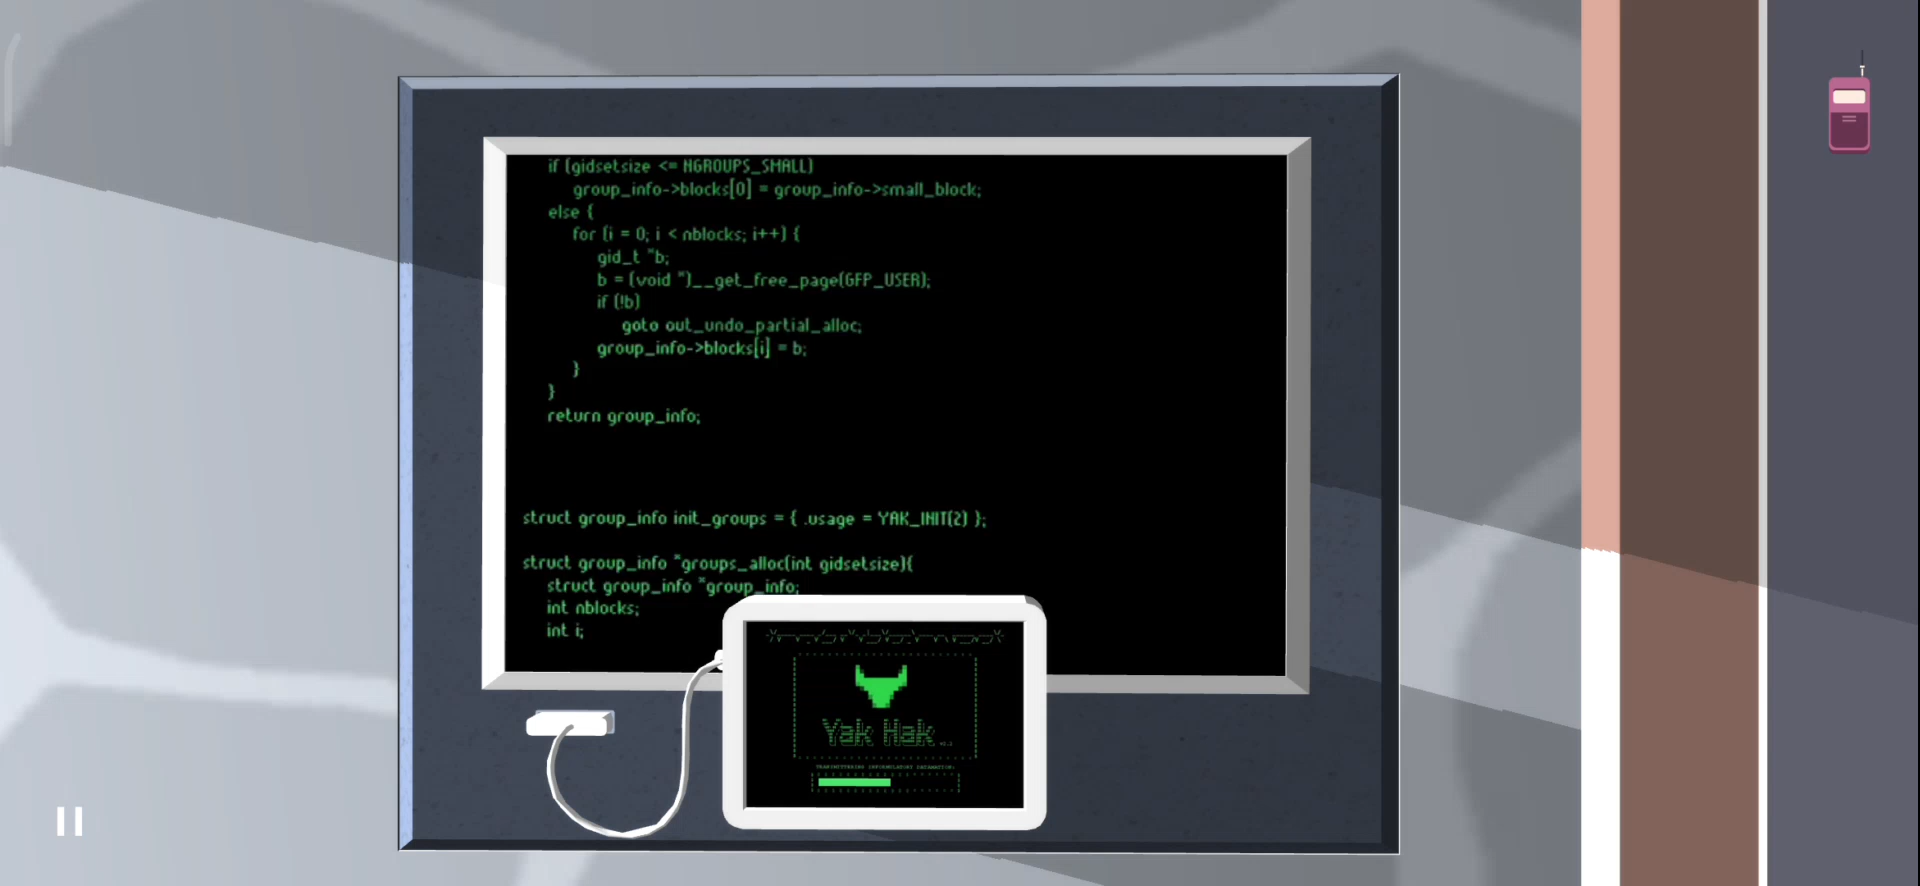 if (gidsetsize <= NGROUPS_SMALL)
group_info->blocks[0] = group_info->small_block;
else {
for (i = 0; i < nblocks; i++) {
gid_t *b;
b = (void *)__get_free_page(GFP_USER);
if (!b)
goto out_undo_partial_alloc;
group_info->blocks[i] = b;
}
}
return group_info;
struct group_info init_groups = { .usage = YAK_INIT(2) };
struct group_info *groups_alloc(int gidsetsize){
struct group_info *group_info;
int nblocks;
int i;
Yak Hak